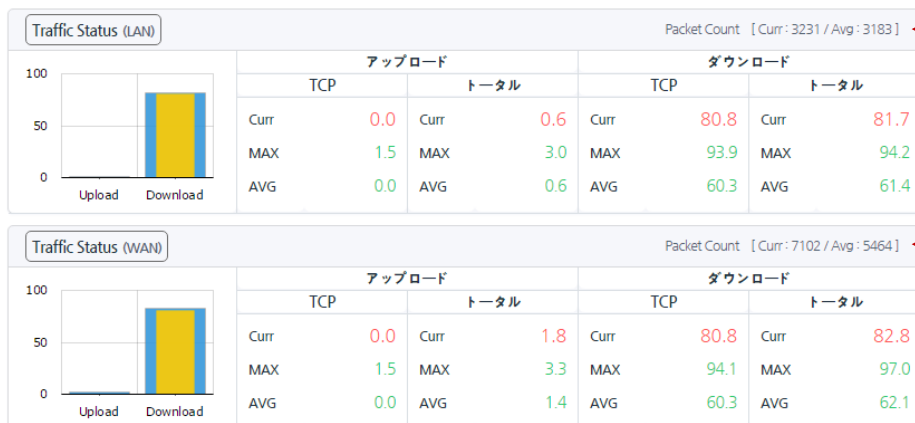 Traffic Status (LAN) Packet Count [ Curr : 3231 / Avg : 3183 ]
アップロード ダウンロード
TCP トータル TCP トータル
100
50
0
Upload Download
Curr 0.0 Curr 0.6 Curr 80.8 Curr 81.7
MAX 1.5 MAX 3.0 MAX 93.9 MAX 94.2
AVG 0.0 AVG 0.6 AVG 60.3 AVG 61.4
Traffic Status (WAN) Packet Count [ Curr : 7102 / Avg : 5464 ]
アップロード ダウンロード
TCP トータル TCP トータル
100
50
0
Upload Download
Curr 0.0 Curr 1.8 Curr 80.8 Curr 82.8
MAX 1.5 MAX 3.3 MAX 94.1 MAX 97.0
AVG 0.0 AVG 1.4 AVG 60.3 AVG 62.1